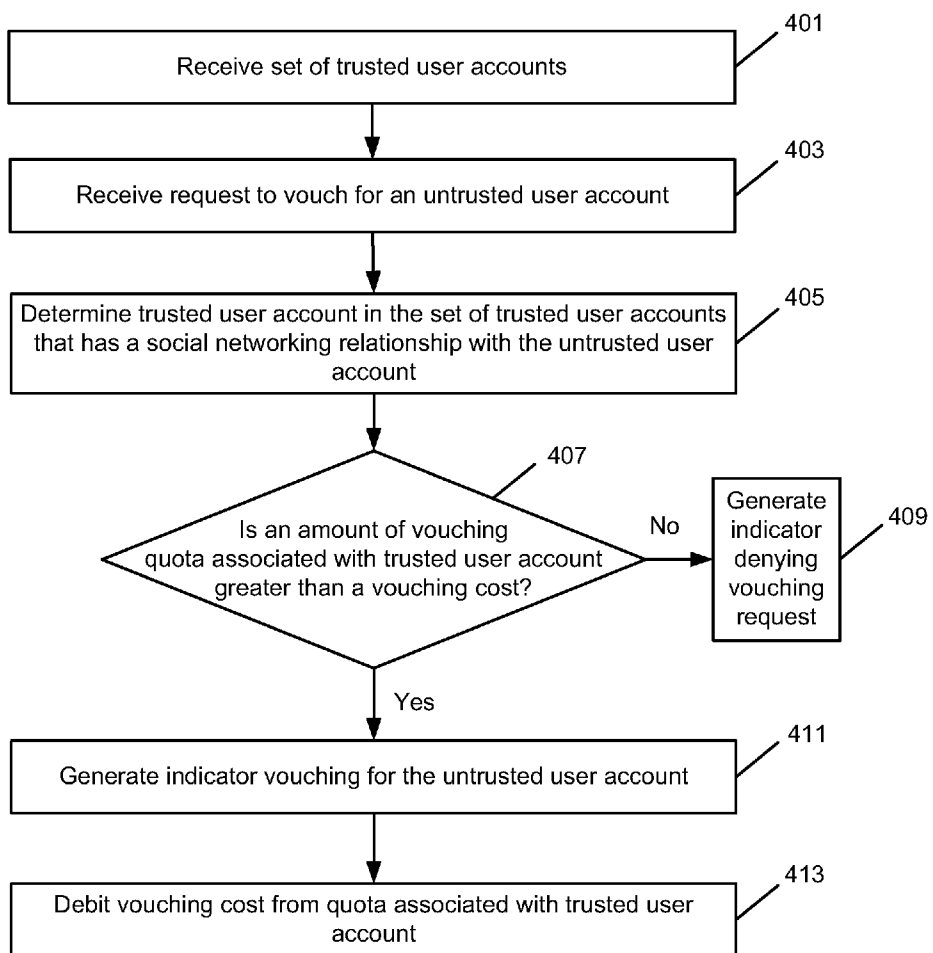 401
Receive set of trusted user accounts
403
Receive request to vouch for an untrusted user account
405
Determine trusted user account in the set of trusted user accounts
that has a social networking relationship with the untrusted user
account
407
Is an amount of vouching
quota associated with trusted user account
greater than a vouching cost?
No
Generate
indicator
denying
vouching
request
409
Yes
411
Generate indicator vouching for the untrusted user account
413
Debit vouching cost from quota associated with trusted user
account